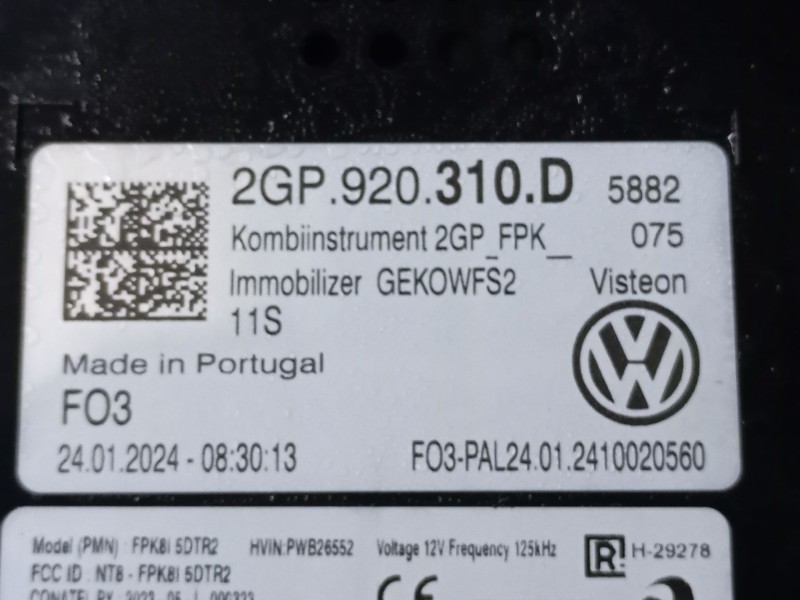 2GP.920.310.D 5882
Kombiinstrument 2GP_FPK__ 075
Immobilizer GEKOWFS2 Visteon
11S
Made in Portugal
FO3
24.01.2024 - 08:30:13 FO3-PAL24.01.2410020560
Model (PMN) : FPK8I 5DTR2 HVIN:PWB26552 Voltage 12V Frequency 125kHz R H-29278
FCC ID : NT8 - FPK8I 5DTR2
CE